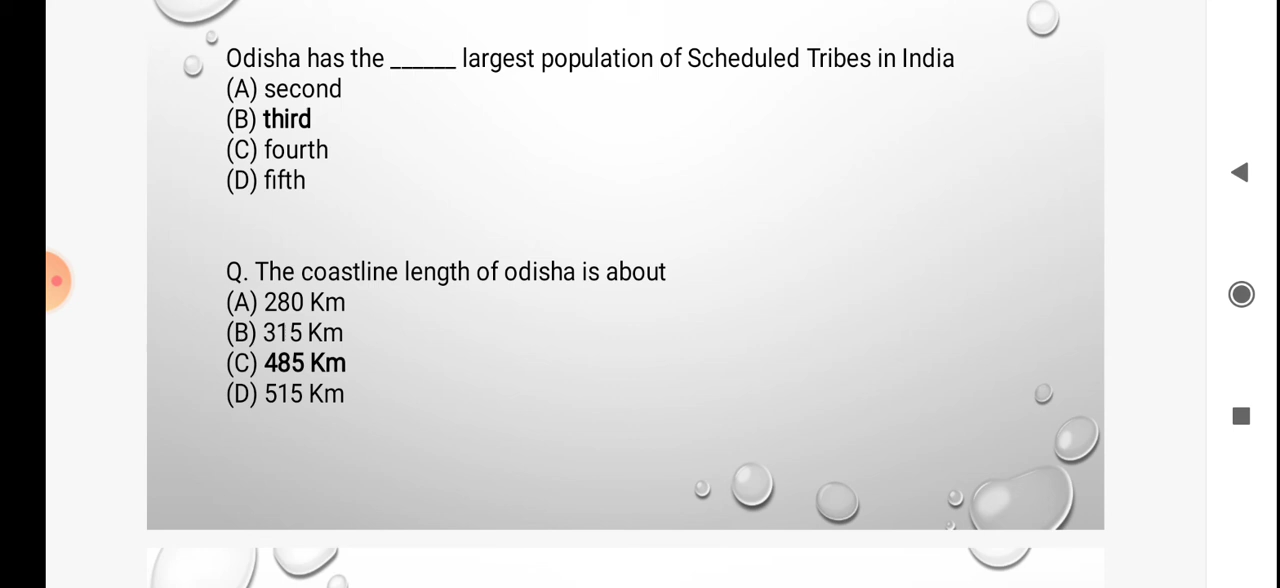 Odisha has the ______ largest population of Scheduled Tribes in India
(A) second
(B) third
(C) fourth
(D) fifth
Q. The coastline length of odisha is about
(A) 280 Km
(B) 315 Km
(C) 485 Km
(D) 515 Km